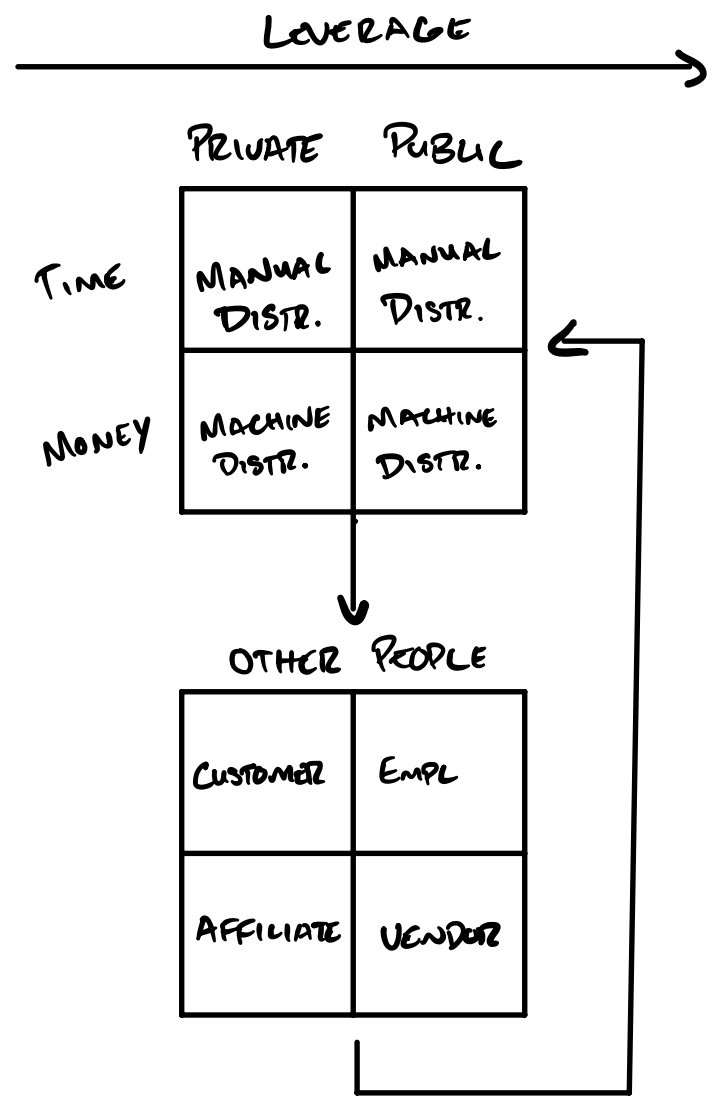 LEVERAGE
PRIVATE PUBLIC
TIME
MANUAL
DISTR.
MANUAL
DISTR.
MONEY
MACHINE
DISTR.
MACHINE
DISTR.
OTHER PEOPLE
CUSTOMER
EMPL
AFFILIATE
VENDOR